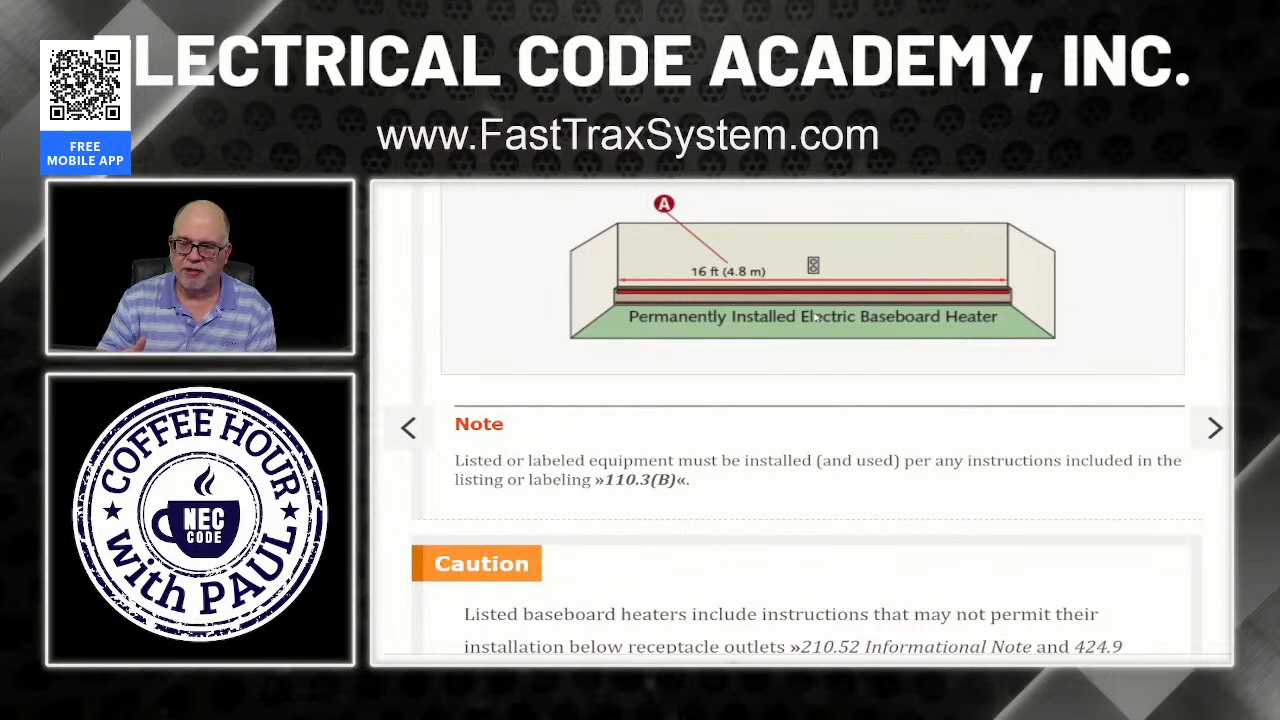 ELECTRICAL CODE ACADEMY, INC.
www.FastTraxSystem.com
FREE
MOBILE APP
A
16 ft (4.8 m)
Permanently Installed Electric Baseboard Heater
Note
Listed or labeled equipment must be installed (and used) per any instructions included in the
listing or labeling »110.3(B)«.
Caution
Listed baseboard heaters include instructions that may not permit their
installation below receptacle outlets »210.52 Informational Note and 424.9
COFFEE HOUR
NEC
CODE
with PAUL